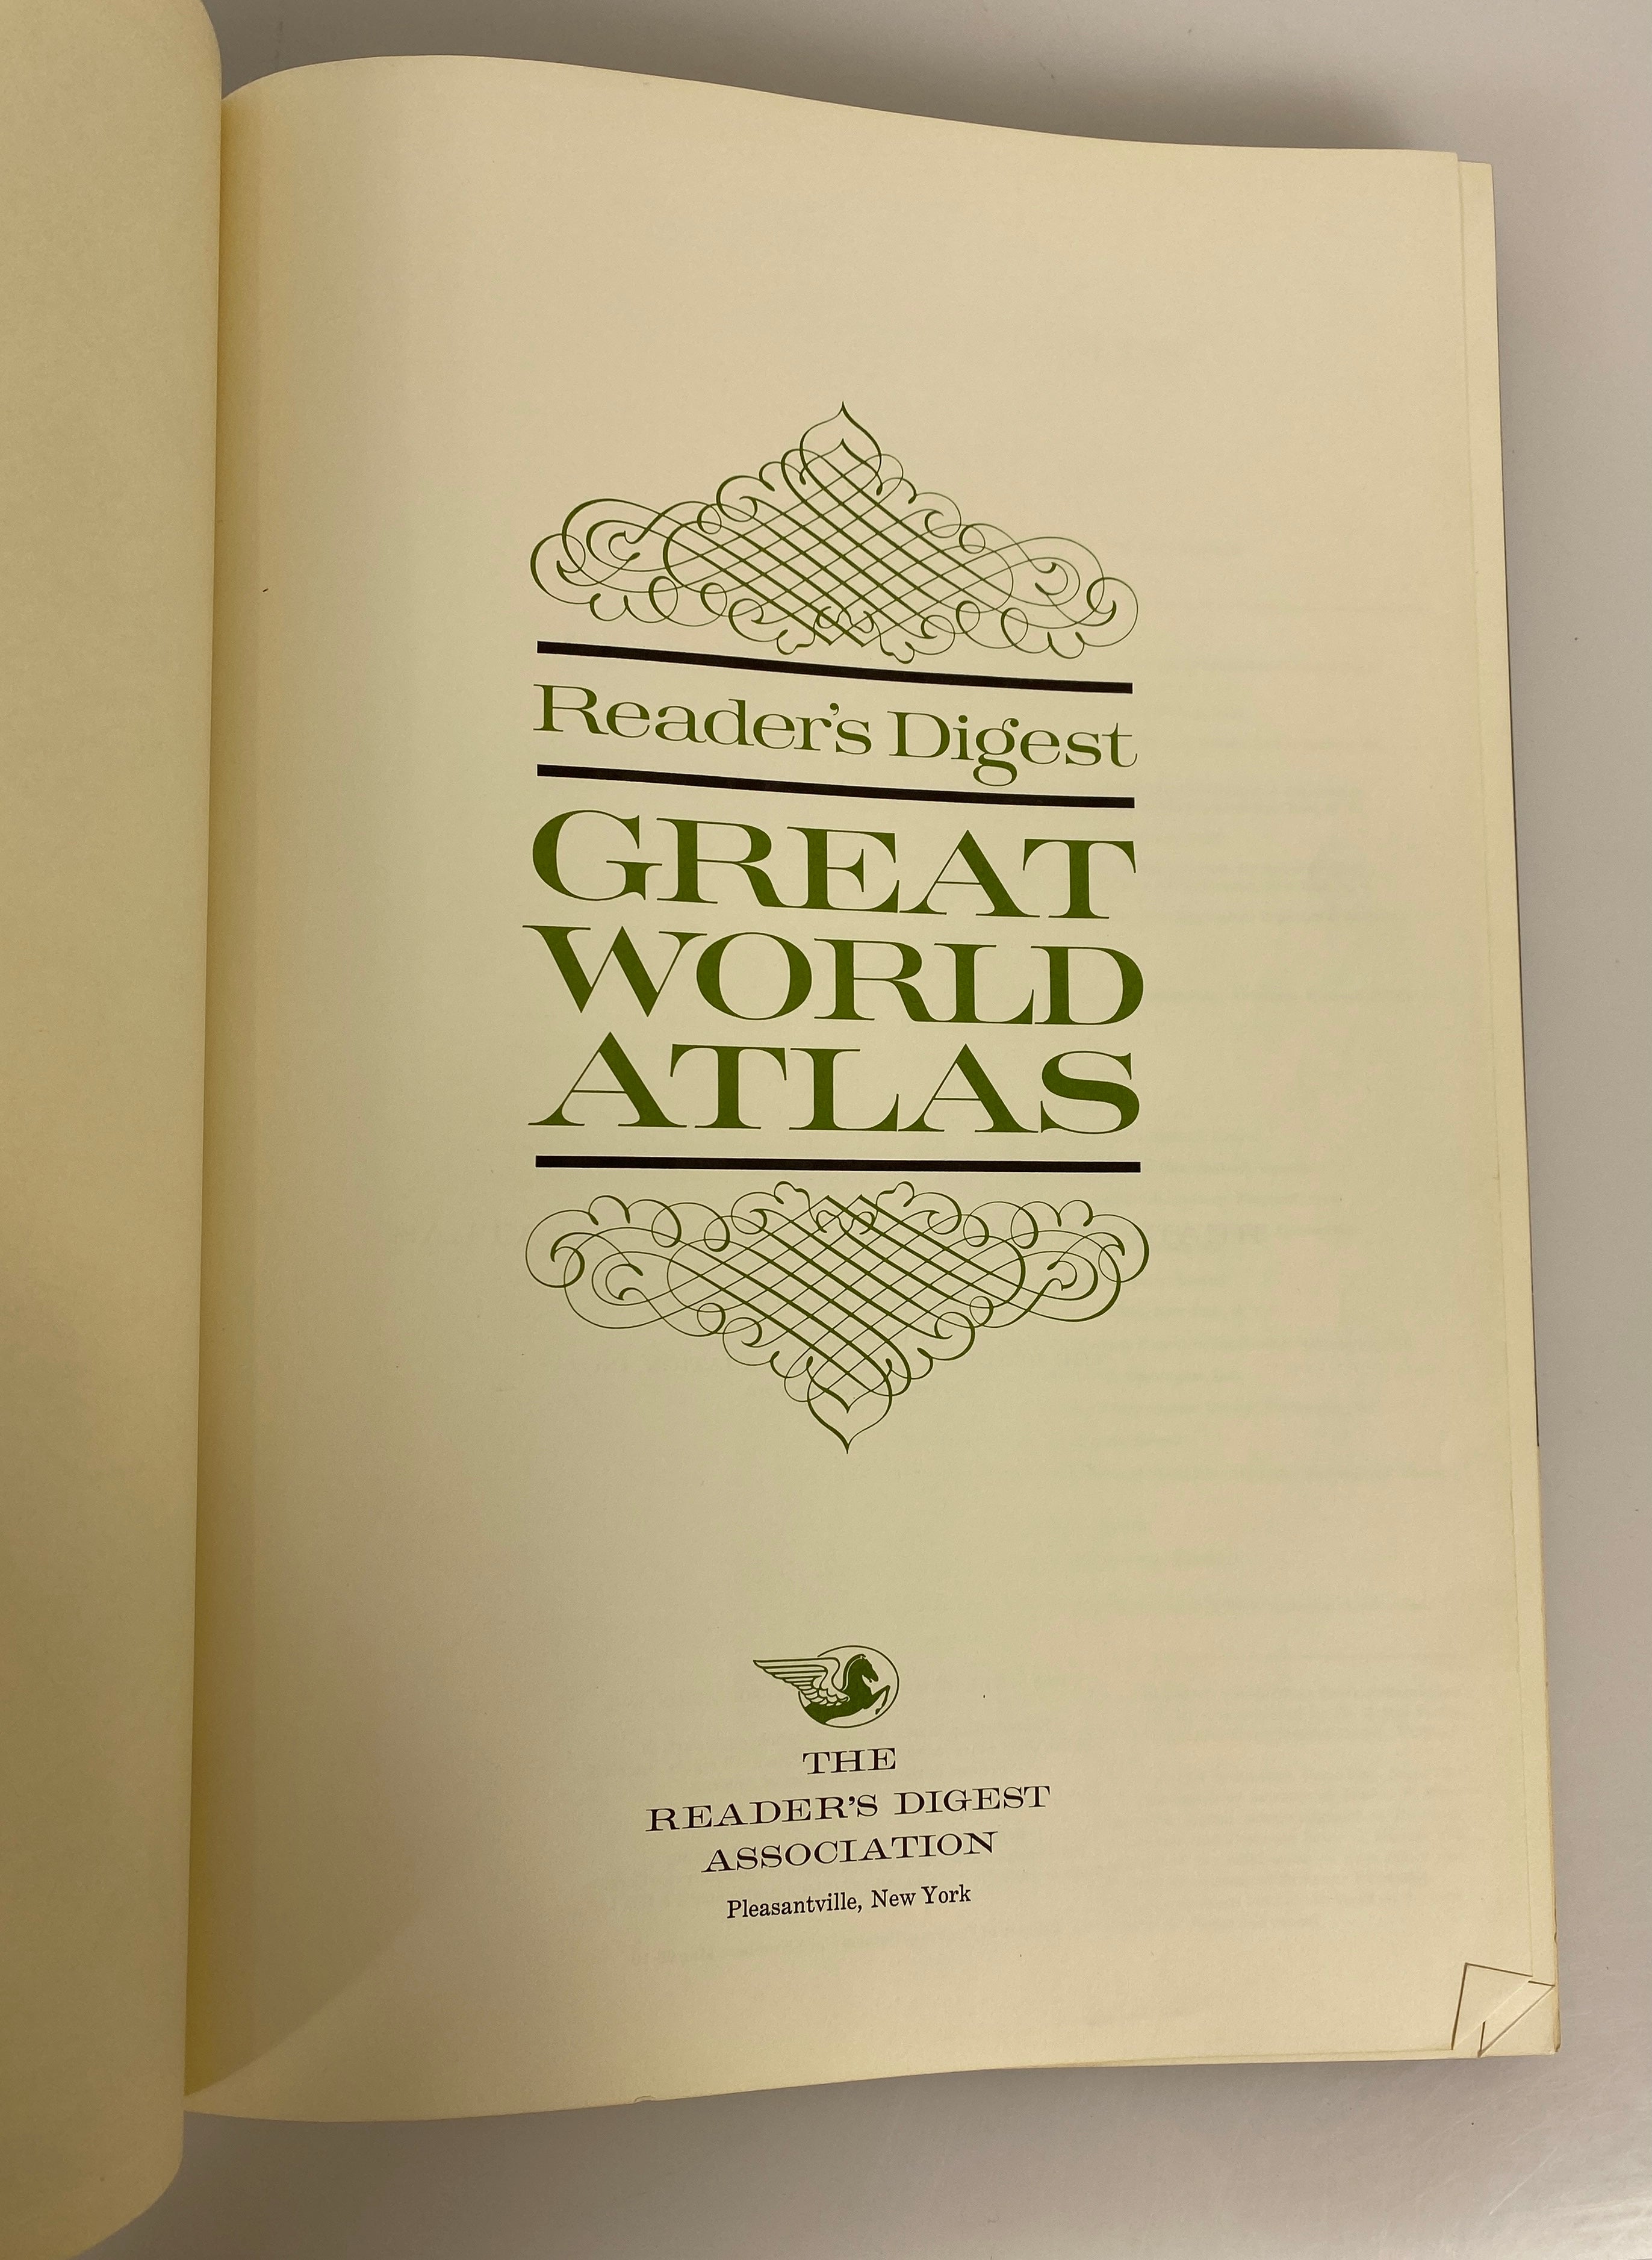 Reader's Digest
GREAT
WORLD
ATLAS
THE
READER'S DIGEST
ASSOCIATION
Pleasantville, New York